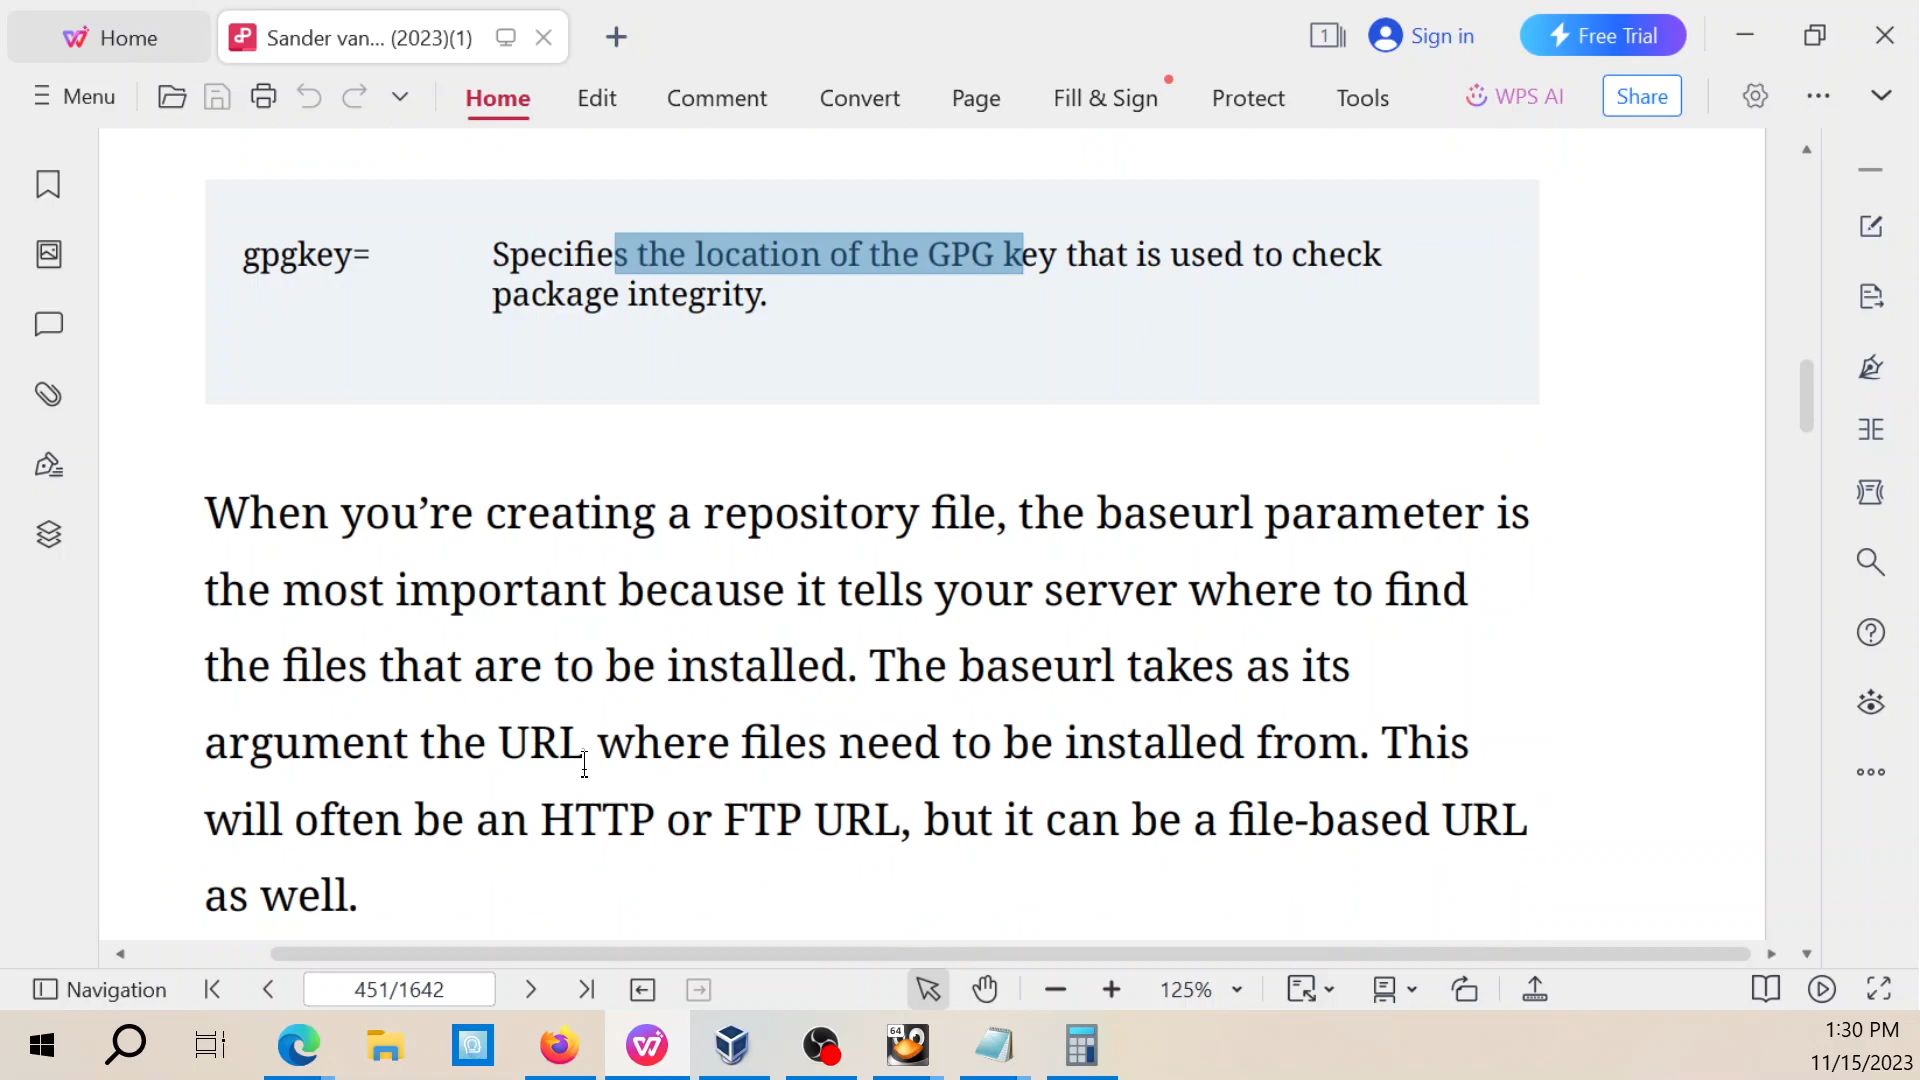 Home
Sander van... (2023)(1)
1
Sign in
Free Trial
Menu
Home
Edit
Comment
Convert
Page
Fill & Sign
Protect
Tools
WPS AI
Share
gpgkey=
Specifies the location of the GPG key that is used to check
package integrity.
When you’re creating a repository file, the baseurl parameter is
the most important because it tells your server where to find
the files that are to be installed. The baseurl takes as its
argument the URL where files need to be installed from. This
will often be an HTTP or FTP URL, but it can be a file-based URL
as well.
Navigation
451/1642
125%
64
1:30 PM
11/15/2023